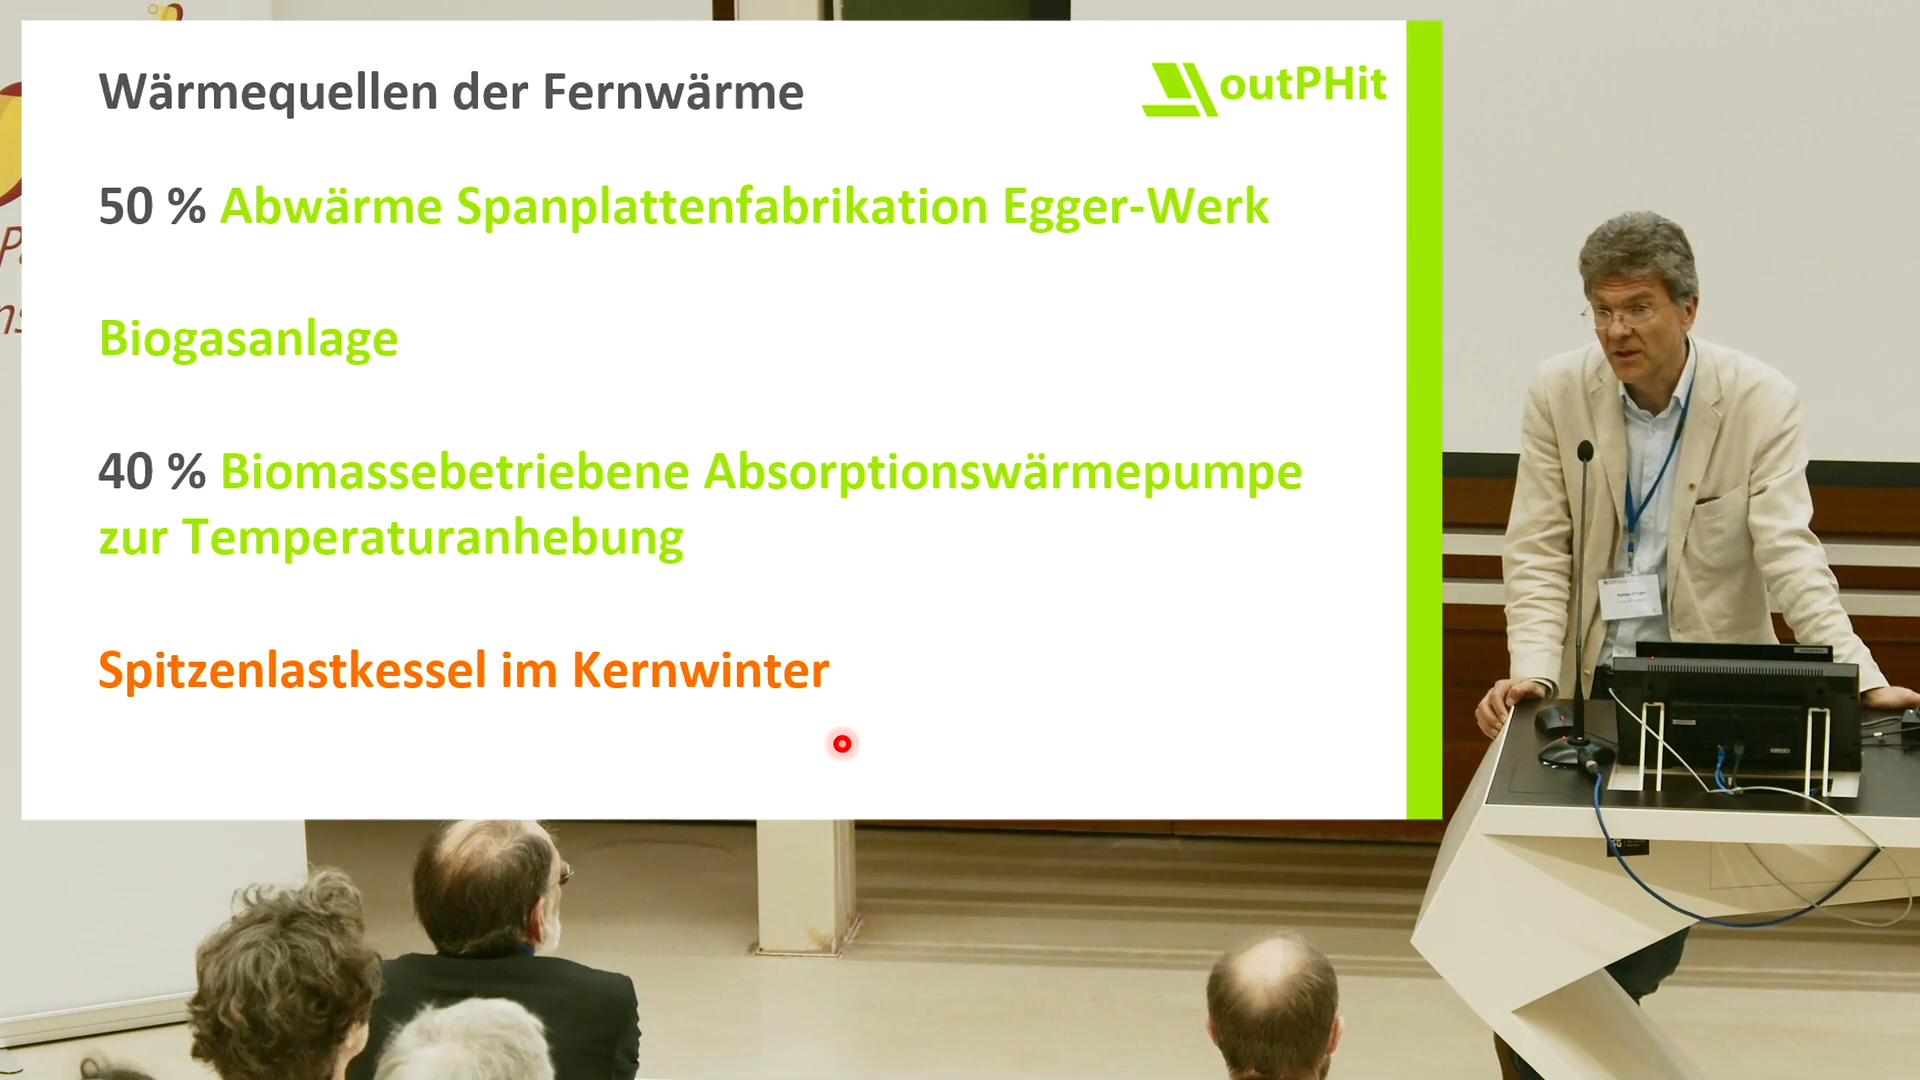 Wärmequellen der Fernwärme
outPHit
50 % Abwärme Spanplattenfabrikation Egger-Werk
Biogasanlage
40 % Biomassebetriebene Absorptionswärmepumpe
zur Temperaturanhebung
Spitzenlastkessel im Kernwinter